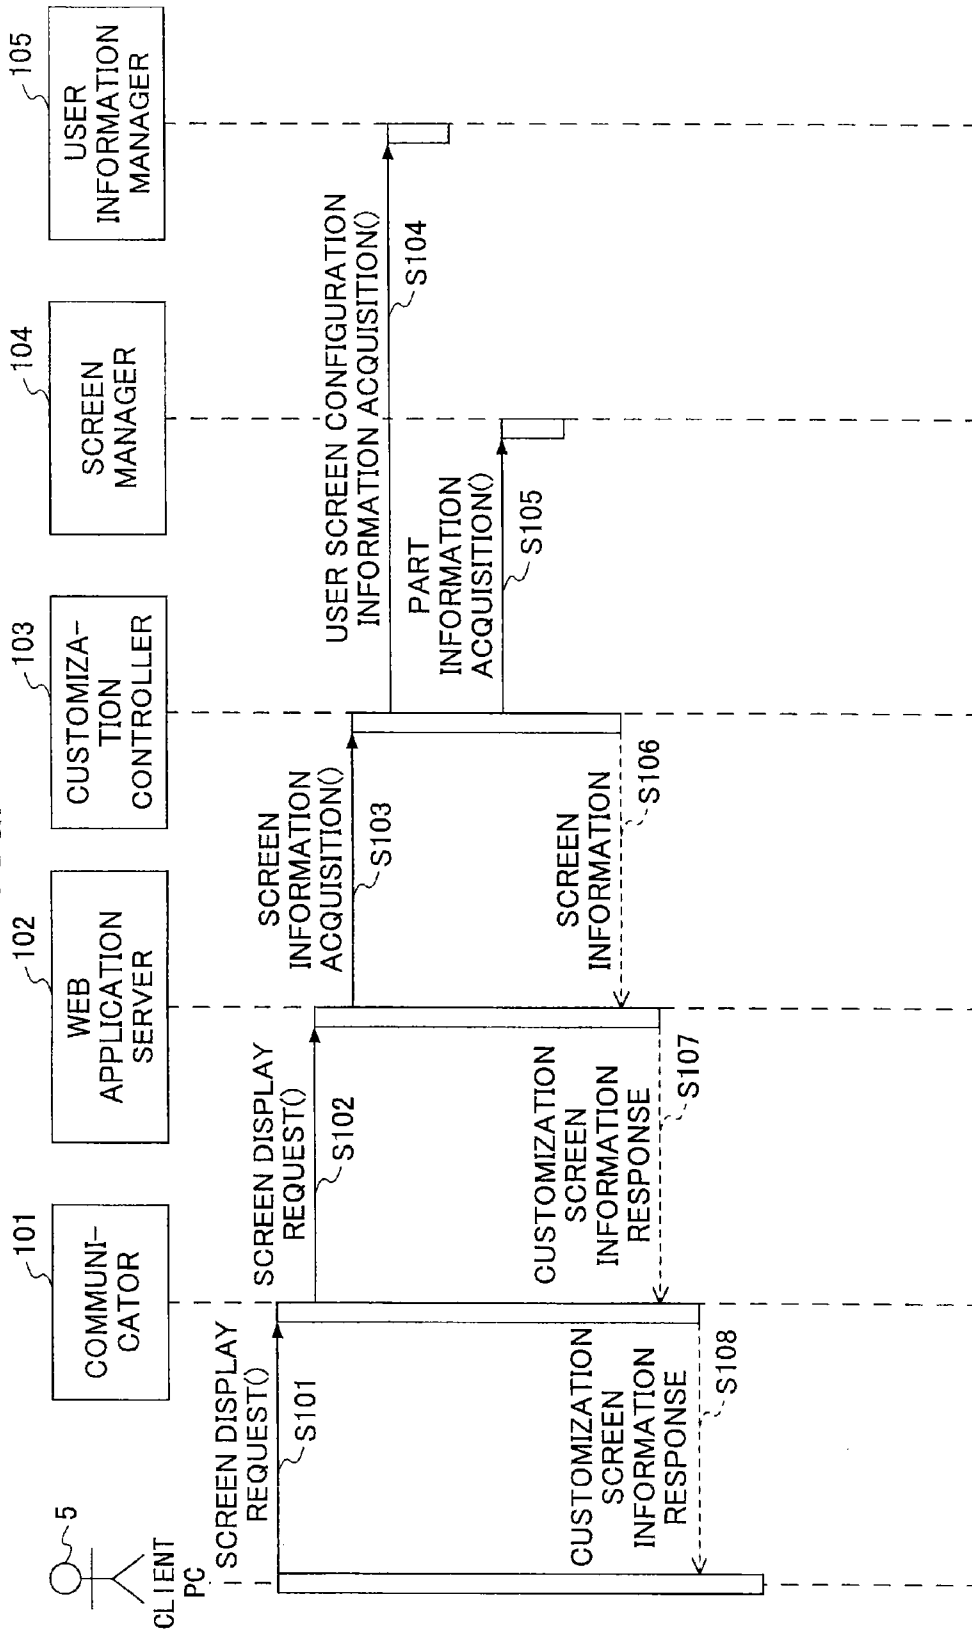 5
CLIENT
PC
101
COMMUNI-
CATOR
102
WEB
APPLICATION
SERVER
103
CUSTOMIZA-
TION
CONTROLLER
104
SCREEN
MANAGER
105
USER
INFORMATION
MANAGER
SCREEN DISPLAY
REQUEST()
S101
SCREEN DISPLAY
REQUEST()
S102
SCREEN
INFORMATION
ACQUISITION()
S103
USER SCREEN CONFIGURATION
INFORMATION ACQUISITION()
S104
PART
INFORMATION
ACQUISITION()
S105
SCREEN
INFORMATION
S106
CUSTOMIZATION
SCREEN
INFORMATION
RESPONSE
S107
CUSTOMIZATION
SCREEN
INFORMATION
RESPONSE
S108